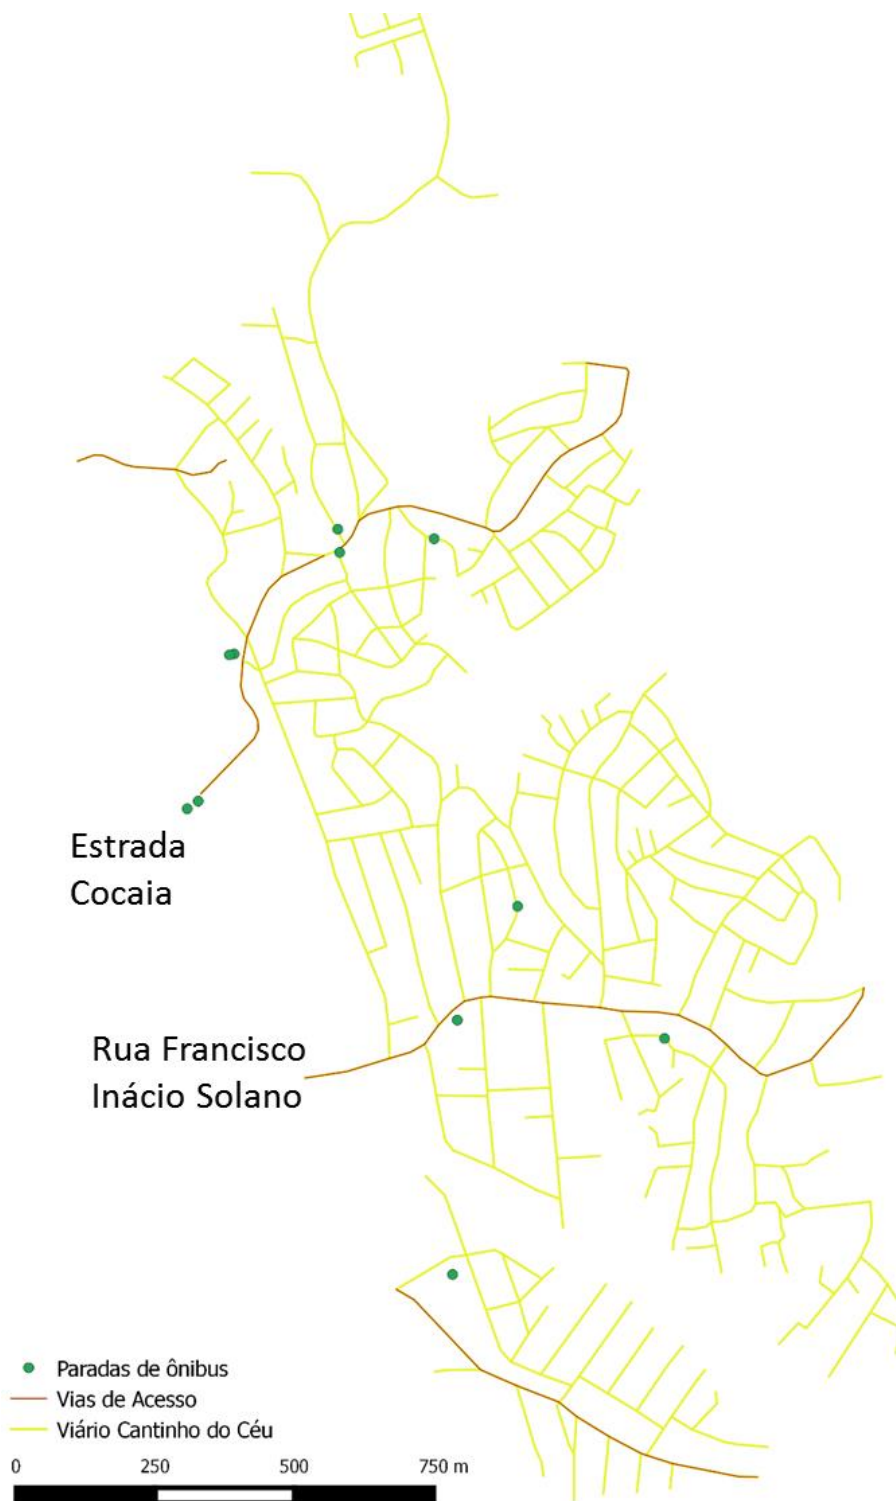 Estrada
Cocaia
Rua Francisco
Inácio Solano
Paradas de ônibus
Vias de Acesso
Viário Cantinho do Céu
0 250 500 750 m